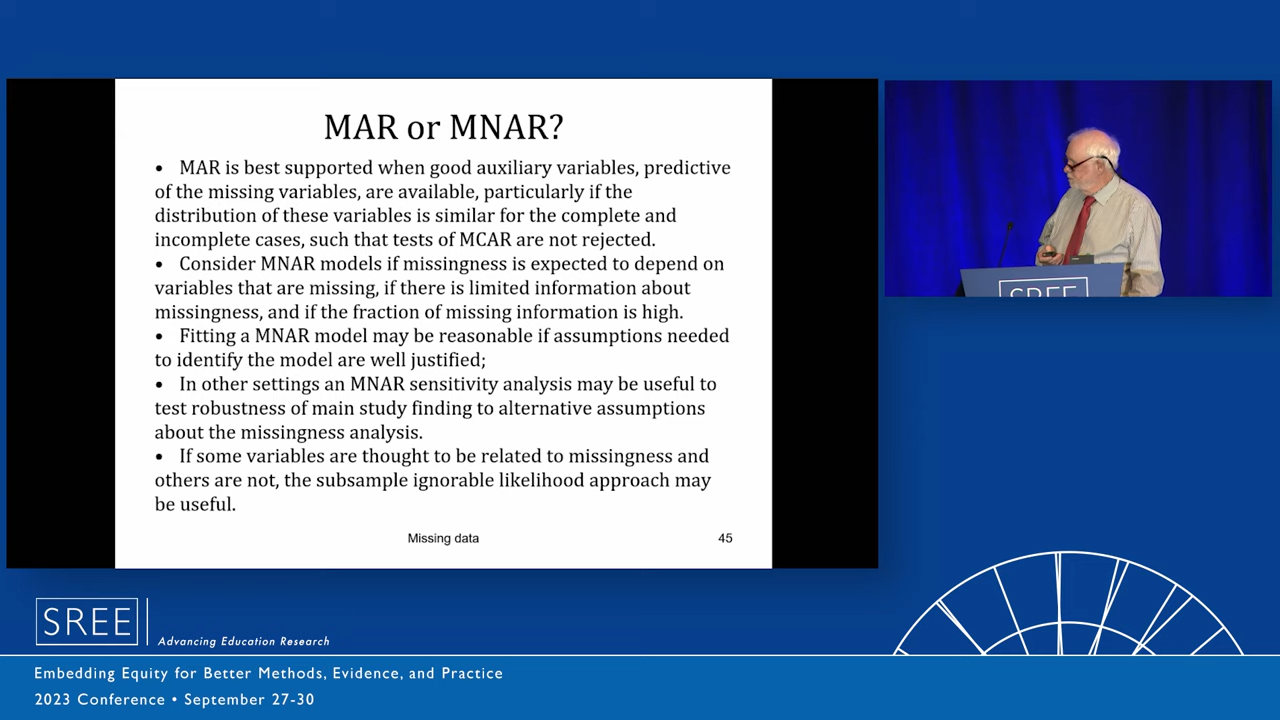 MAR or MNAR?
• MAR is best supported when good auxiliary variables, predictive
of the missing variables, are available, particularly if the
distribution of these variables is similar for the complete and
incomplete cases, such that tests of MCAR are not rejected.
• Consider MNAR models if missingness is expected to depend on
variables that are missing, if there is limited information about
missingness, and if the fraction of missing information is high.
• Fitting a MNAR model may be reasonable if assumptions needed
to identify the model are well justified;
• In other settings an MNAR sensitivity analysis may be useful to
test robustness of main study finding to alternative assumptions
about the missingness analysis.
• If some variables are thought to be related to missingness and
others are not, the subsample ignorable likelihood approach may
be useful.
Missing data 45
SREE
SREE
Advancing Education Research
Embedding Equity for Better Methods, Evidence, and Practice
2023 Conference • September 27-30